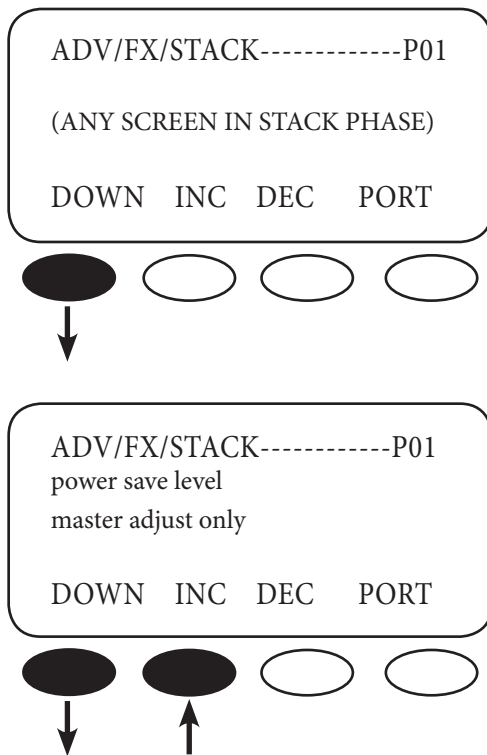 ADV/FX/STACK-------------P01
(ANY SCREEN IN STACK PHASE)
DOWN INC DEC PORT
ADV/FX/STACK------------P01
power save level
master adjust only
DOWN INC DEC PORT